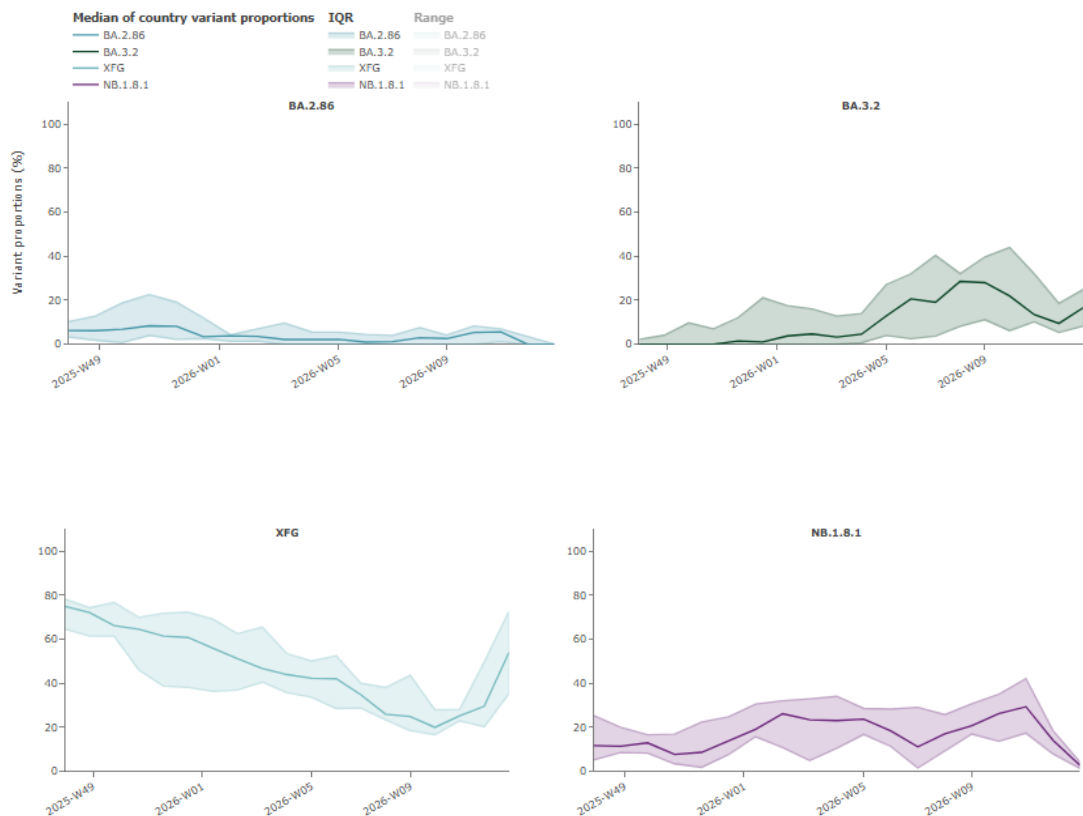 Median of country variant proportions IQR Range
BA.2.86 BA.2.86 BA.2.86
BA.3.2 BA.3.2 BA.3.2
XFG XFG XFG
NB.1.8.1 NB.1.8.1 NB.1.8.1
BA.2.86
Variant proportions (%)
100
80
60
40
20
0
2025-W49 2026-W01 2026-W05 2026-W09
BA.3.2
100
80
60
40
20
0
2025-W49 2026-W01 2026-W05 2026-W09
XFG
100
80
60
40
20
0
2025-W49 2026-W01 2026-W05 2026-W09
NB.1.8.1
100
80
60
40
20
0
2025-W49 2026-W01 2026-W05 2026-W09